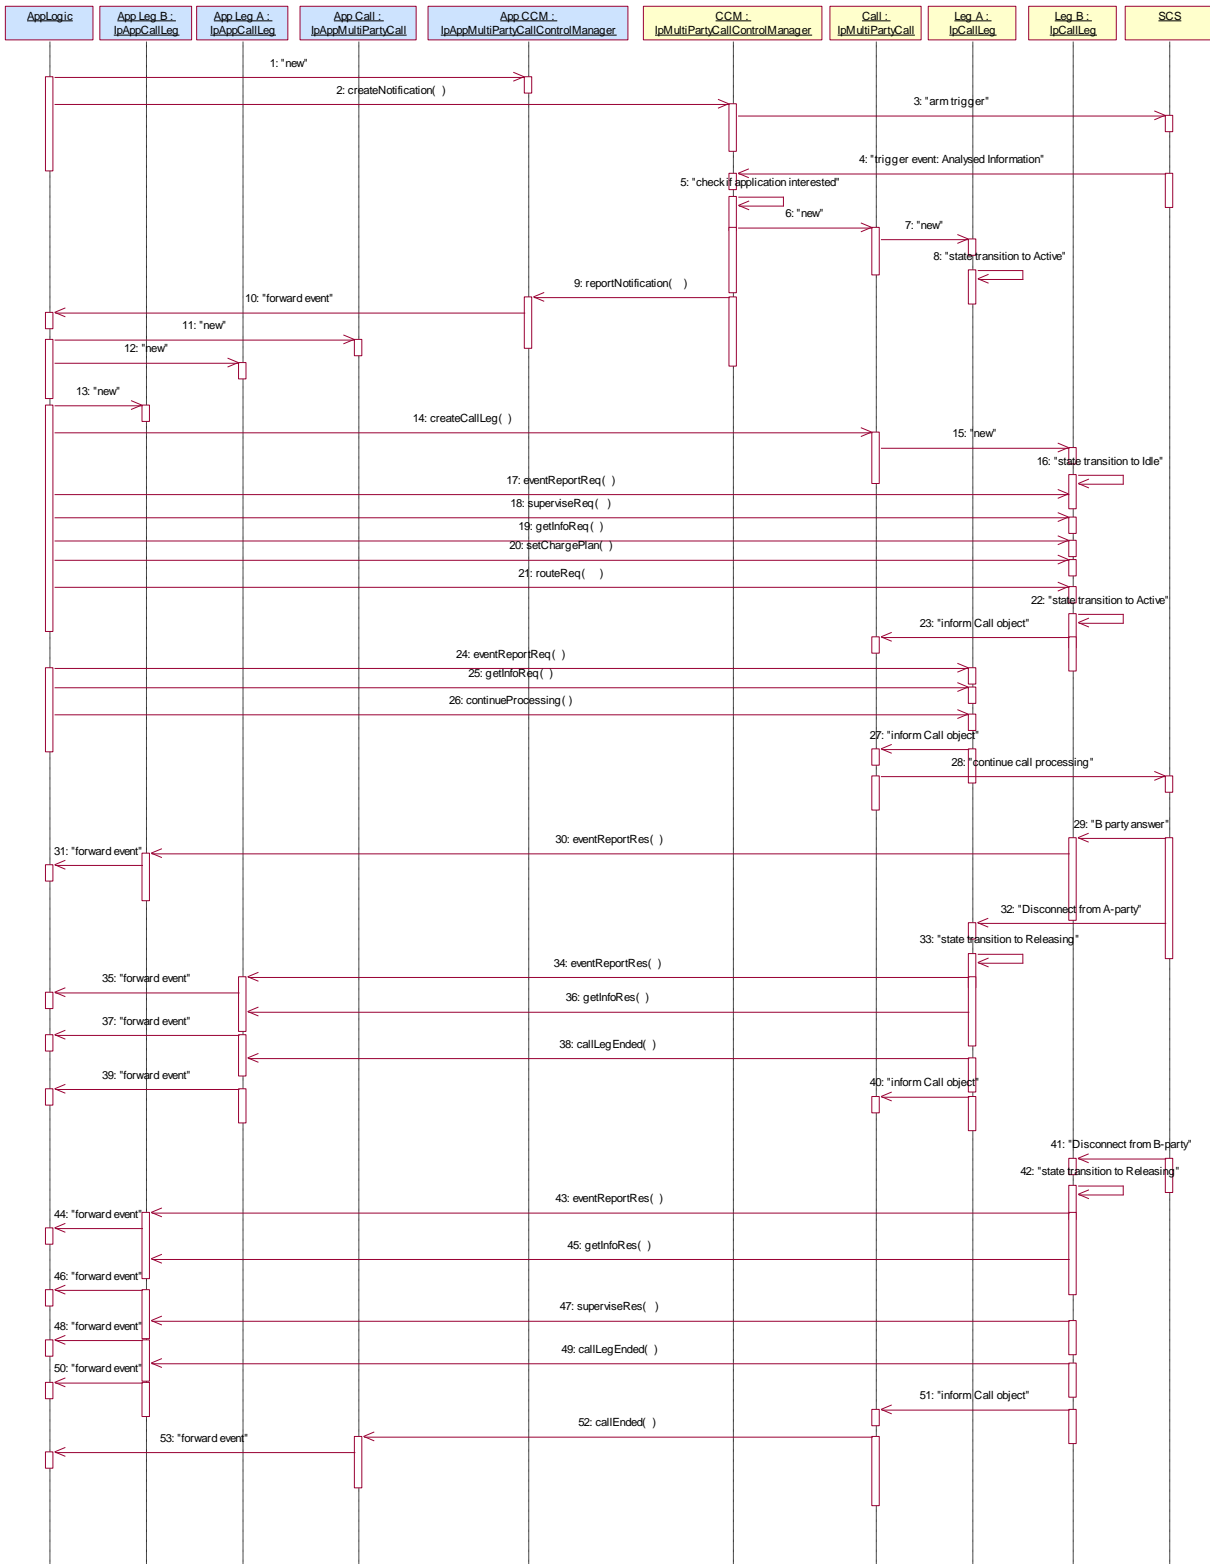 AppLogic
App Leg B :
IpAppCallLeg
App Leg A :
IpAppCallLeg
App Call :
IpAppMultiPartyCall
App CCM :
IpAppMultiPartyCallControlManager
CCM :
IpMultiPartyCallControlManager
Call :
IpMultiPartyCall
Leg A :
IpCallLeg
Leg B :
IpCallLeg
SCS
1: "new"
2: createNotification( )
3: "arm trigger"
4: "trigger event: Analysed Information"
5: "check if application interested"
6: "new"
7: "new"
8: "state transition to Active"
9: reportNotification( )
10: "forward event"
11: "new"
12: "new"
13: "new"
14: createCallLeg( )
15: "new"
16: "state transition to Idle"
17: eventReportReq( )
18: superviseReq( )
19: getInfoReq( )
20: setChargePlan( )
21: routeReq( )
22: "state transition to Active"
23: "inform Call object"
24: eventReportReq( )
25: getInfoReq( )
26: continueProcessing( )
27: "inform Call object"
28: "continue call processing"
29: "B party answer"
30: eventReportRes( )
31: "forward event"
32: "Disconnect from A-party"
33: "state transition to Releasing"
34: eventReportRes( )
35: "forward event"
36: getInfoRes( )
37: "forward event"
38: callLegEnded( )
39: "forward event"
40: "inform Call object"
41: "Disconnect from B-party"
42: "state transition to Releasing"
43: eventReportRes( )
44: "forward event"
45: getInfoRes( )
46: "forward event"
47: superviseRes( )
48: "forward event"
49: callLegEnded( )
50: "forward event"
51: "inform Call object"
52: callEnded( )
53: "forward event"